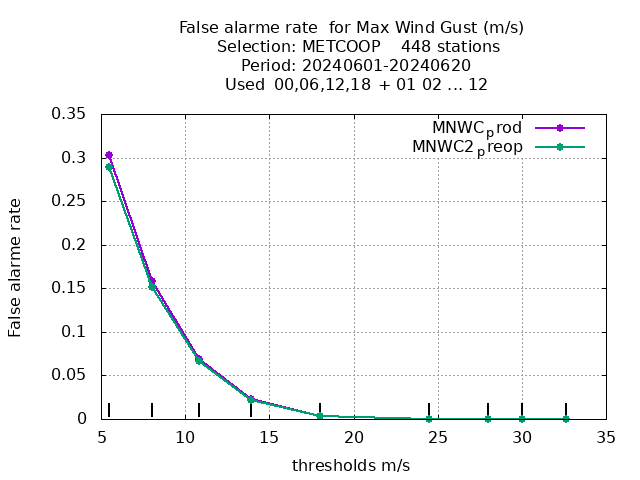 False alarme rate  for Max Wind Gust (m/s)
Selection: METCOOP    448 stations
Period: 20240601-20240620
Used  00,06,12,18 + 01 02 ... 12
MNWCprod
MNWC2preop
0.35
0.3
0.25
0.2
0.15
0.1
0.05
0
False alarme rate
5 10 15 20 25 30 35
thresholds m/s